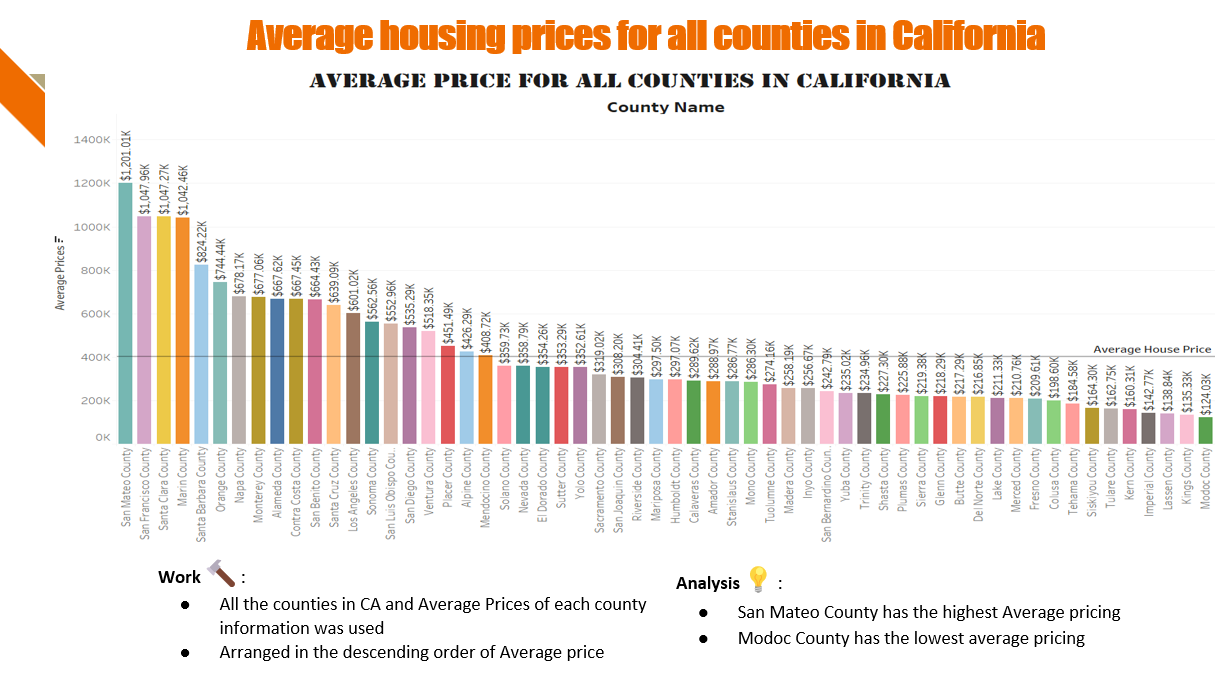 Average housing prices for all counties in California
AVERAGE PRICE FOR ALL COUNTIES IN CALIFORNIA
County Name
Average Prices
1400K
1200K
1000K
800K
600K
400K
200K
0K
Average House Price
$1,201.01K
$1,047.96K
$1,047.27K
$1,042.46K
$824.22K
$744.44K
$678.17K
$677.06K
$667.62K
$667.45K
$664.43K
$639.09K
$601.02K
$562.56K
$552.96K
$535.29K
$518.35K
$451.49K
$426.29K
$408.72K
$359.73K
$358.79K
$354.26K
$353.29K
$352.61K
$319.02K
$308.20K
$304.41K
$297.50K
$297.07K
$289.62K
$288.97K
$286.77K
$286.30K
$274.16K
$258.19K
$256.67K
$242.79K
$235.02K
$234.96K
$227.30K
$225.88K
$219.38K
$218.29K
$217.29K
$216.85K
$211.33K
$210.76K
$209.61K
$198.60K
$184.58K
$164.30K
$162.75K
$160.31K
$142.77K
$138.84K
$135.33K
$124.03K
San Mateo County
San Francisco County
Santa Clara County
Marin County
Santa Barbara County
Orange County
Napa County
Monterey County
Alameda County
Contra Costa County
San Benito County
Santa Cruz County
Los Angeles County
Sonoma County
San Luis Obispo Cou..
San Diego County
Ventura County
Placer County
Alpine County
Mendocino County
Solano County
Nevada County
El Dorado County
Sutter County
Yolo County
Sacramento County
San Joaquin County
Riverside County
Mariposa County
Humboldt County
Calaveras County
Amador County
Stanislaus County
Mono County
Tuolumne County
Madera County
Inyo County
San Bernardino Coun..
Yuba County
Trinity County
Shasta County
Plumas County
Sierra County
Glenn County
Butte County
Del Norte County
Lake County
Merced County
Fresno County
Colusa County
Tehama County
Siskiyou County
Tulare County
Kern County
Imperial County
Lassen County
Kings County
Modoc County
Work :
● All the counties in CA and Average Prices of each county
information was used
● Arranged in the descending order of Average price
Analysis :
● San Mateo County has the highest Average pricing
● Modoc County has the lowest average pricing